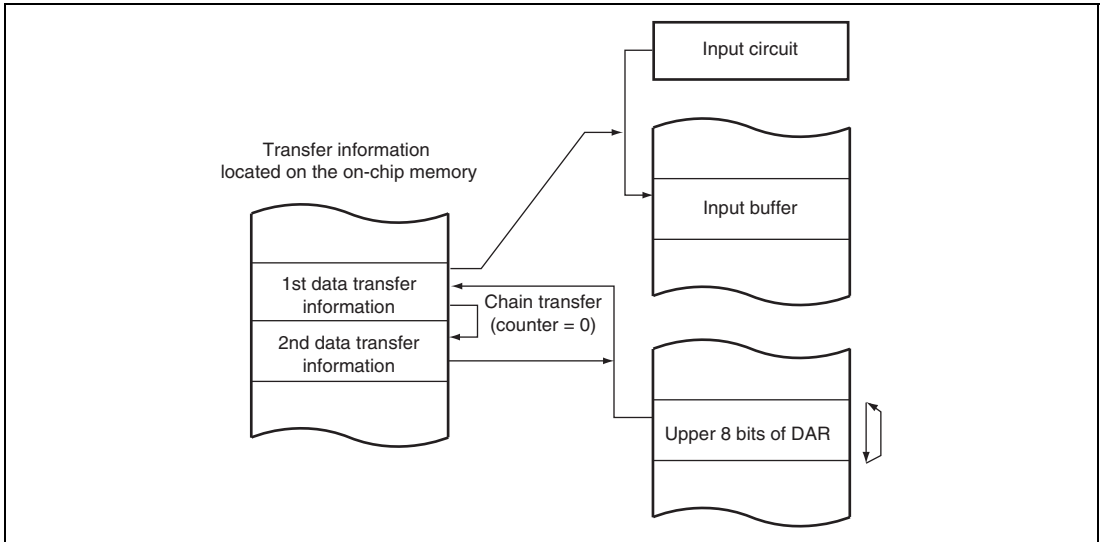 Input circuit
Transfer information
located on the on-chip memory
Input buffer
1st data transfer
information
Chain transfer
(counter = 0)
2nd data transfer
information
Upper 8 bits of DAR